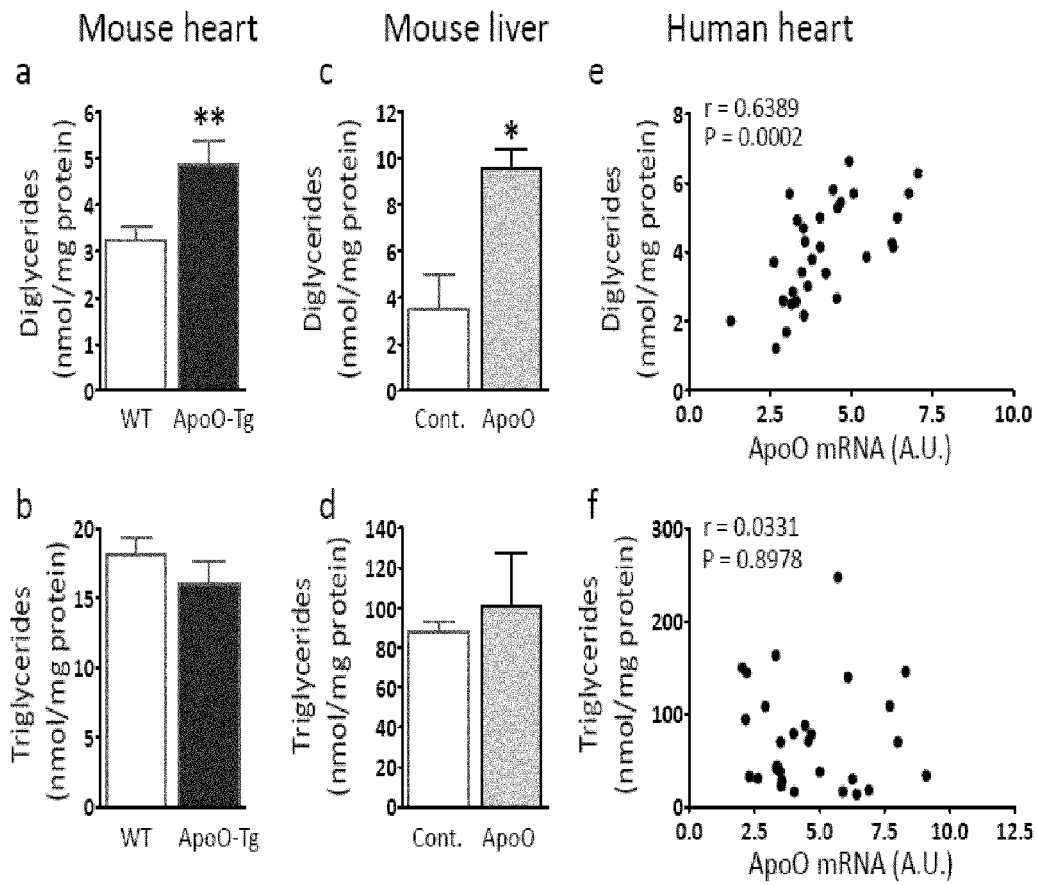 Mouse heart
Mouse liver
Human heart
a
Diglycerides
(nmol/mg protein)
6
5
4
3
2
1
0
**
WT
ApoO-Tg
c
Diglycerides
(nmol/mg protein)
12
10
8
6
4
2
0
*
Cont.
ApoO
e
r = 0.6389
P = 0.0002
Diglycerides
(nmol/mg protein)
8
6
4
2
0
0.0 2.5 5.0 7.5 10.0
ApoO mRNA (A.U.)
b
Triglycerides
(nmol/mg protein)
20
15
10
5
0
WT
ApoO-Tg
d
Triglycerides
(nmol/mg protein)
140
120
100
80
60
40
20
0
Cont.
ApoO
f
r = 0.0331
P = 0.8978
Triglycerides
(nmol/mg protein)
300
200
100
0
0.0 2.5 5.0 7.5 10.0 12.5
ApoO mRNA (A.U.)